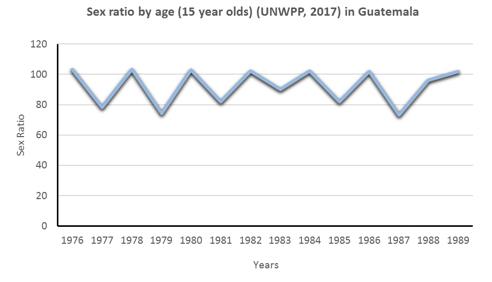 Sex ratio by age (15 year olds) (UNWPP, 2017) in Guatemala
120
100
80
60
40
20
0
Sex Ratio
1976 1977 1978 1979 1980 1981 1982 1983 1984 1985 1986 1987 1988 1989
Years